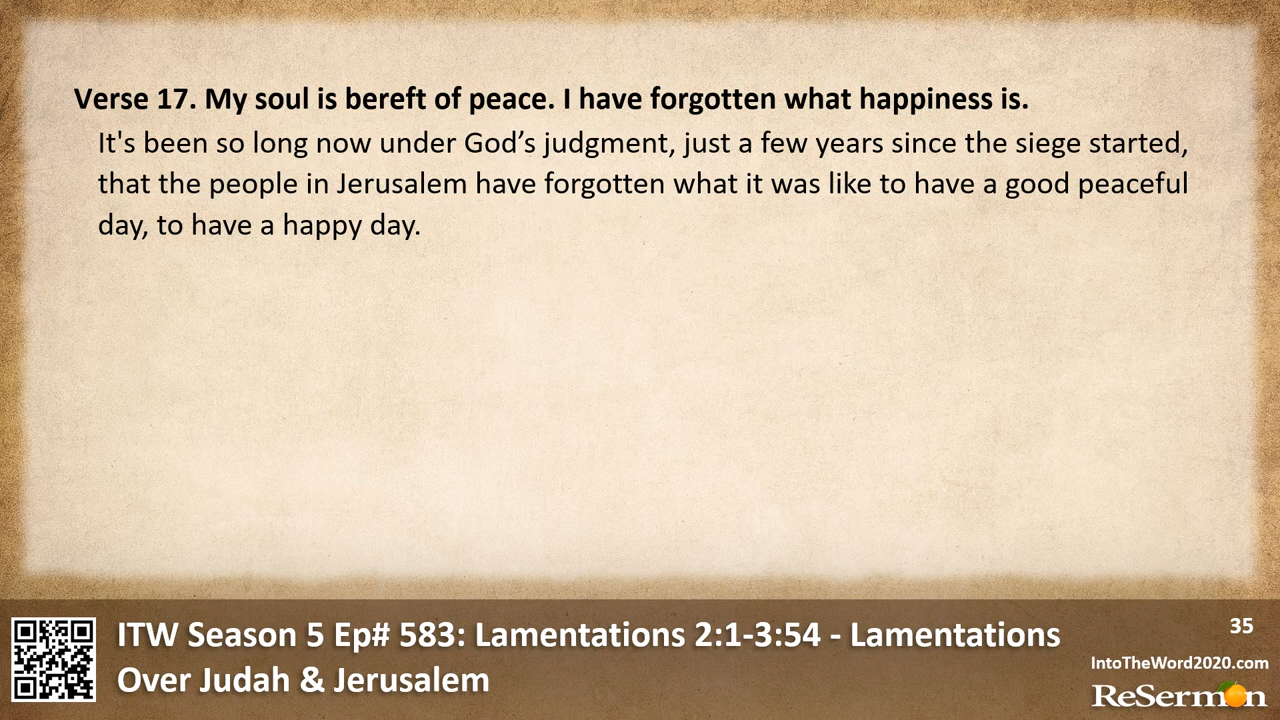 Verse 17. My soul is bereft of peace. I have forgotten what happiness is.
It's been so long now under God’s judgment, just a few years since the siege started,
that the people in Jerusalem have forgotten what it was like to have a good peaceful
day, to have a happy day.
ITW Season 5 Ep# 583: Lamentations 2:1-3:54 - Lamentations
Over Judah & Jerusalem
35
IntoTheWord2020.com
ReSermon